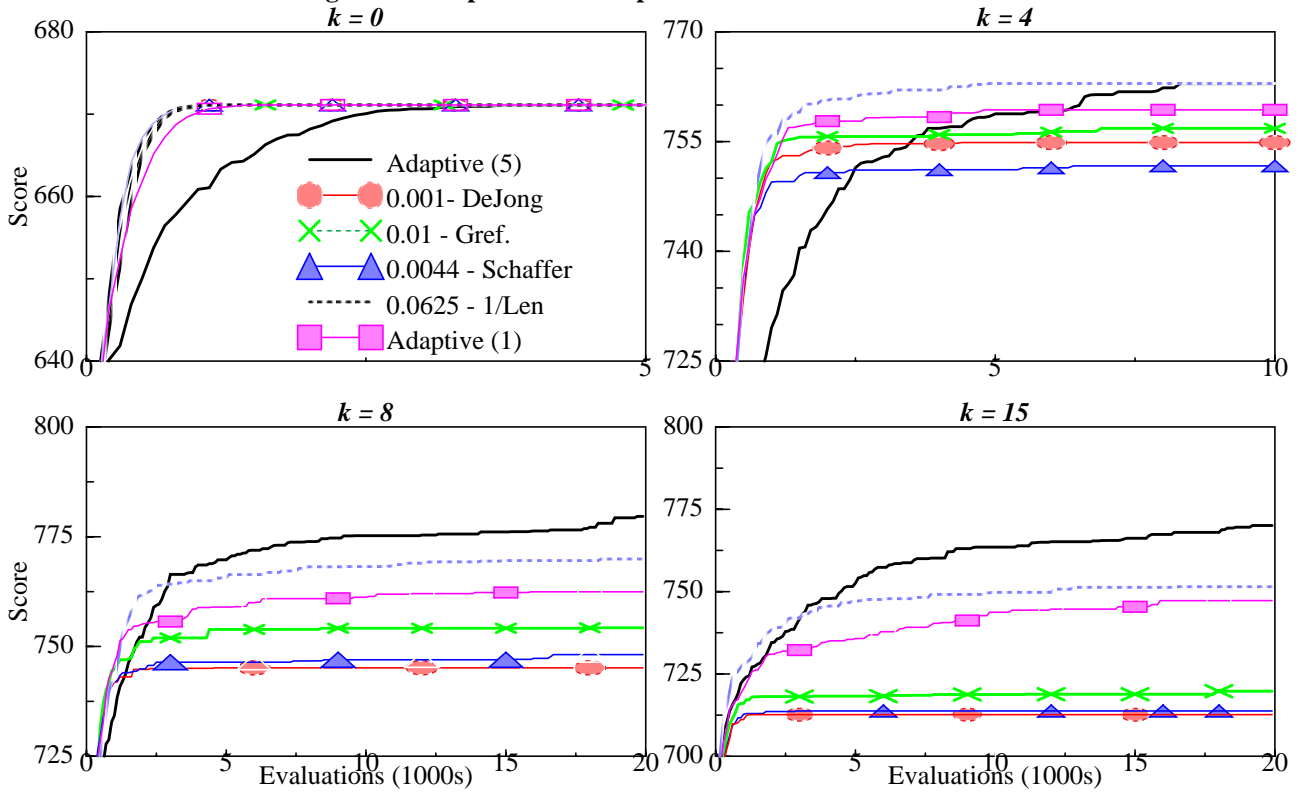 k = 0
680
660
640
0
5
Score
Adaptive (5)
0.001- DeJong
0.01 - Gref.
0.0044 - Schaffer
0.0625 - 1/Len
Adaptive (1)
k = 4
770
755
740
725
0
5
10
k = 8
800
775
750
725
Score
0
5
10
15
20
Evaluations (1000s)
k = 15
800
775
750
725
700
0
5
10
15
20
Evaluations (1000s)